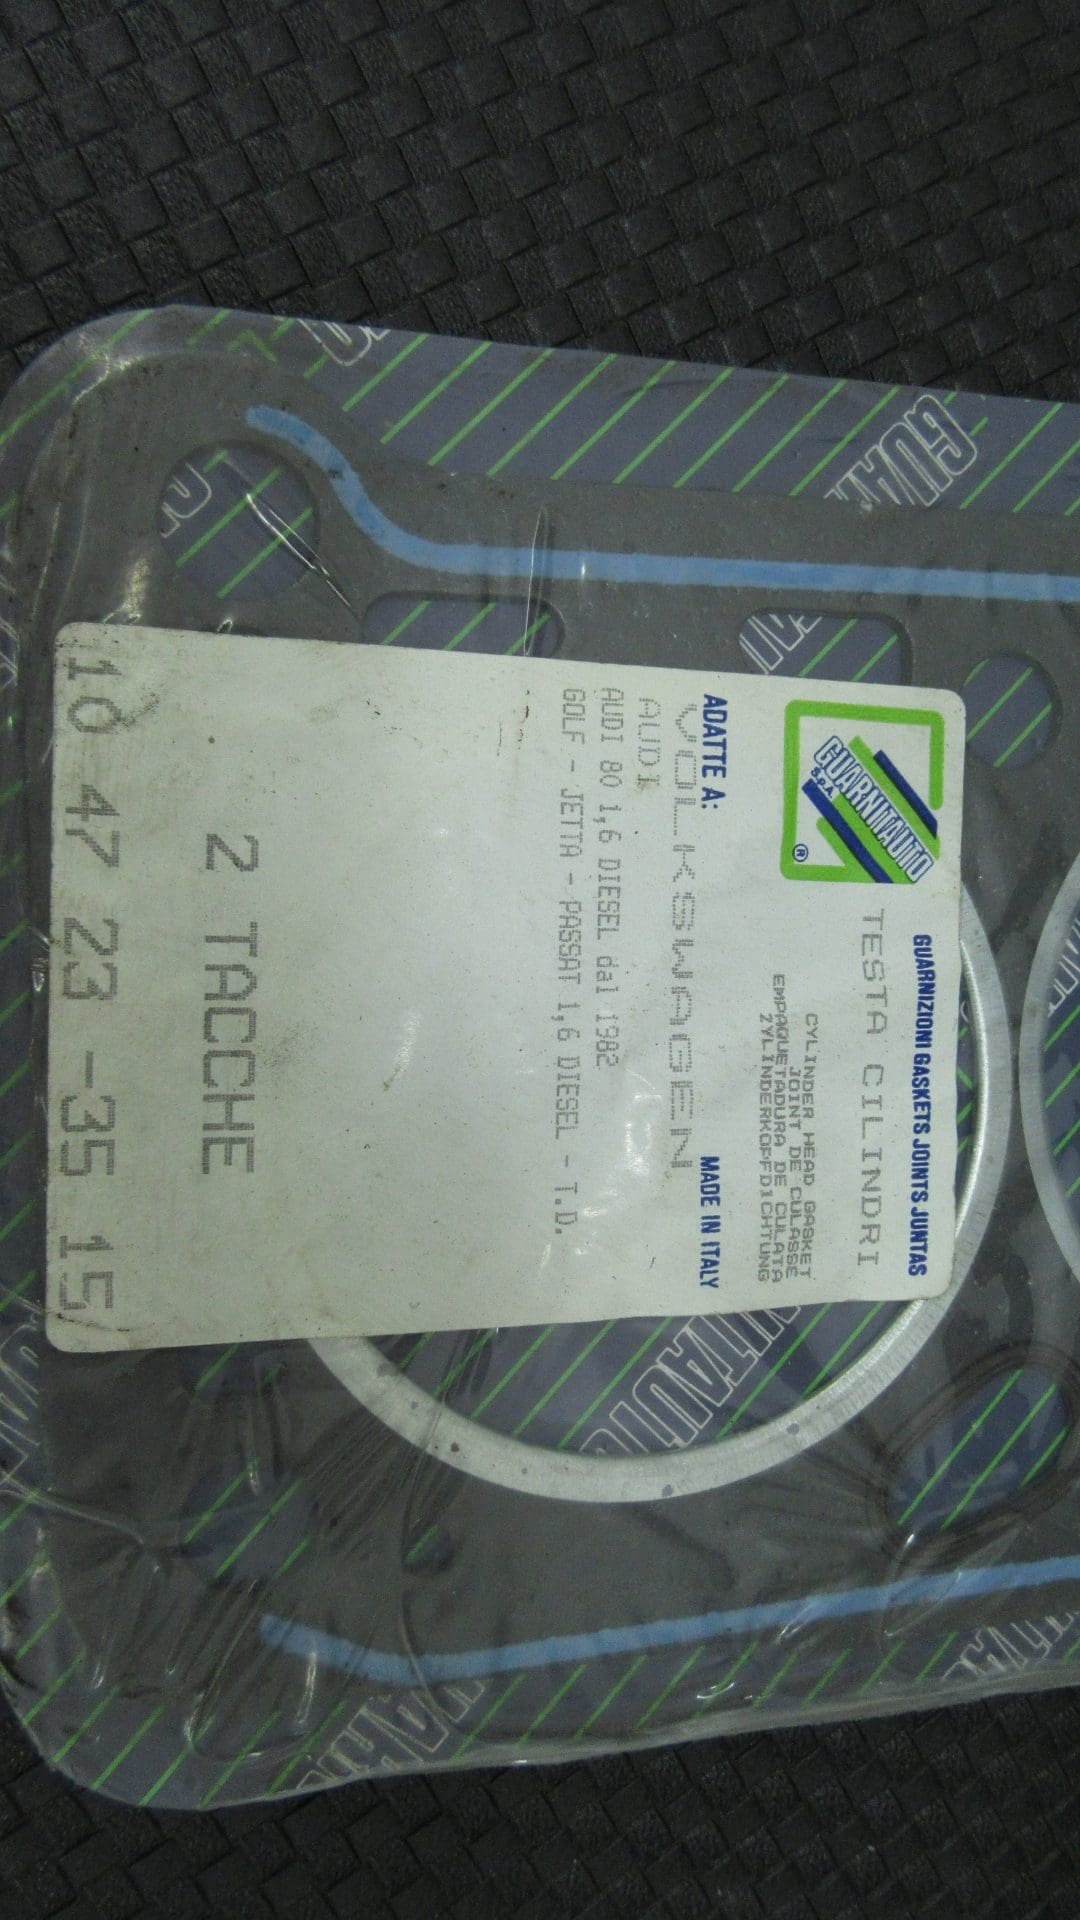 GUARNITAUTO
S.p.A.
®
GUARNIZIONI GASKETS JOINTS JUNTAS
TESTA CILINDRI
CYLINDER HEAD GASKET
JOINT DE CULASSE
EMPAQUETADURA DE CULATA
ZYLINDERKOPFDICHTUNG
ADATTE A:
MADE IN ITALY
VOLKSWAGEN
AUDI
AUDI 80 1,6 DIESEL dal 1982
GOLF - JETTA - PASSAT 1,6 DIESEL - T.D.
2 TACCHE
10 47 23 -35 15